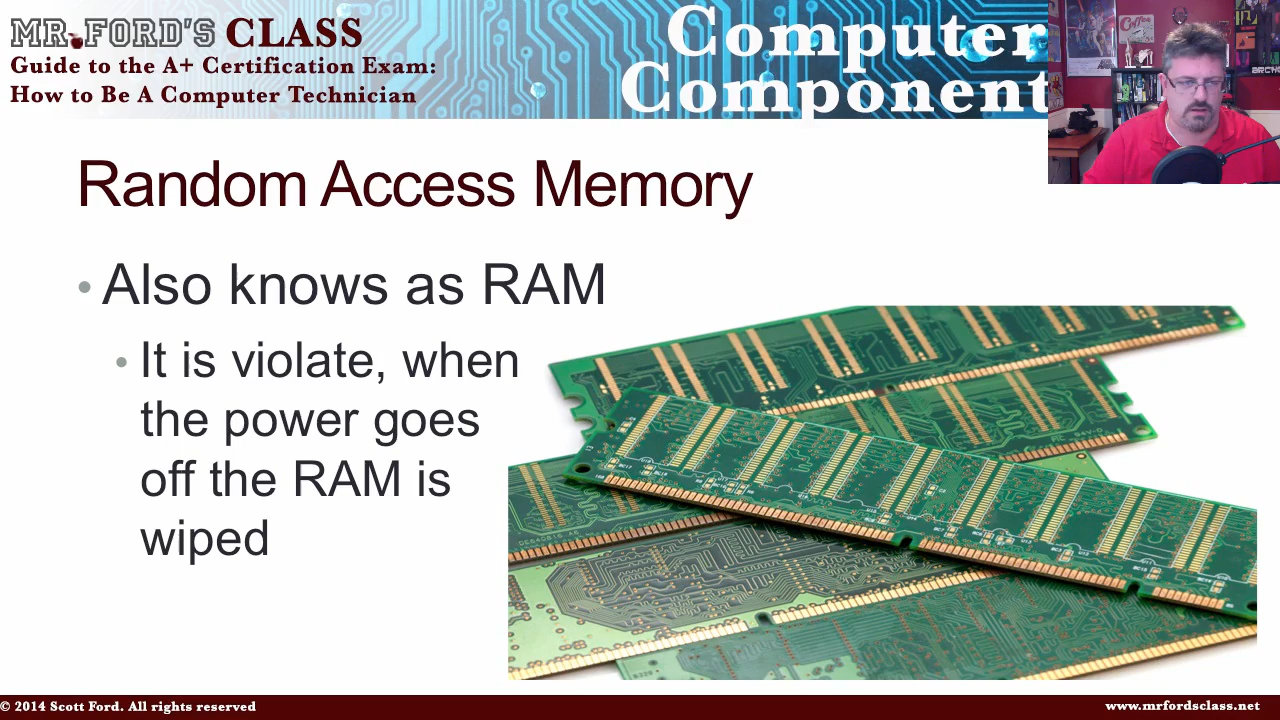 MR. FORD'S CLASS
Guide to the A+ Certification Exam:
How to Be A Computer Technician
Computer
Component
Random Access Memory
• Also knows as RAM
• It is violate, when
the power goes
off the RAM is
wiped
© 2014 Scott Ford. All rights reserved
www.mrfordsclass.net